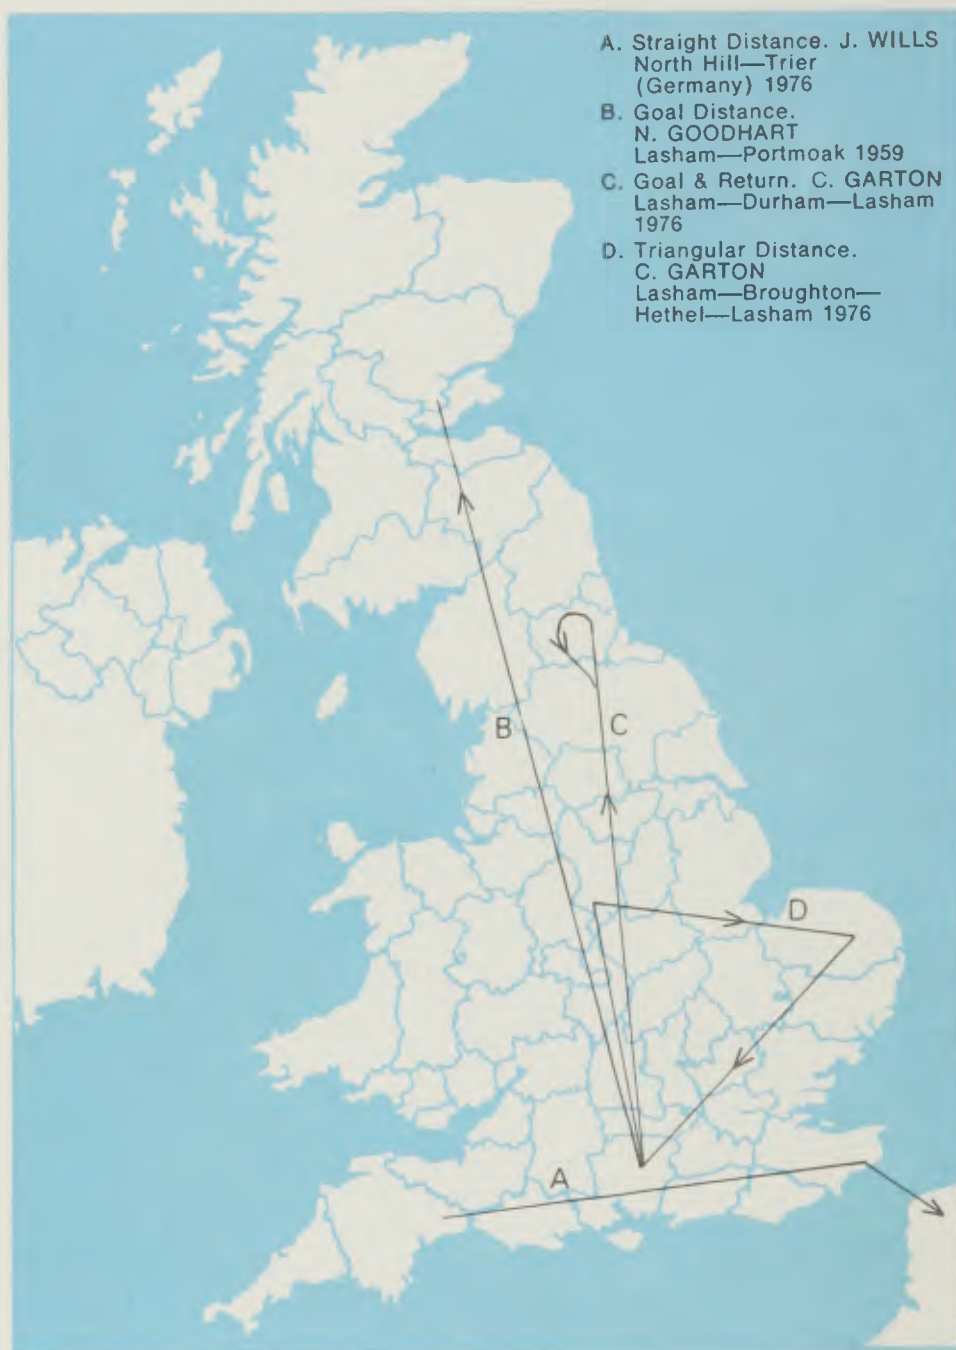 A. Straight Distance. J. WILLS
North Hill—Trier
(Germany) 1976
B. Goal Distance.
N. GOODHART
Lasham—Portmoak 1959
C. Goal & Return. C. GARTON
Lasham—Durham—Lasham
1976
D. Triangular Distance.
C. GARTON
Lasham—Broughton—
Hethel—Lasham 1976
B
C
D
A